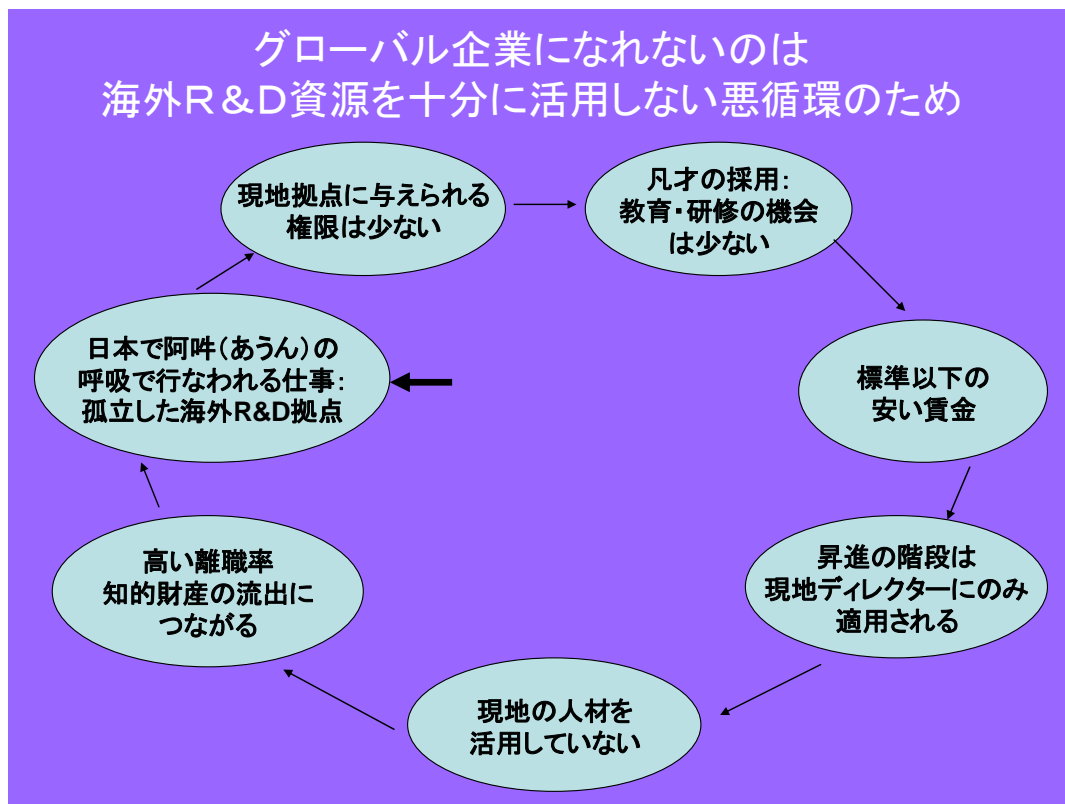 グローバル企業になれないのは
海外R＆D資源を十分に活用しない悪循環のため
現地拠点に与えられる
権限は少ない
凡才の採用：
教育・研修の機会
は少ない
標準以下の
安い賃金
昇進の階段は
現地ディレクターにのみ
適用される
現地の人材を
活用していない
高い離職率
知的財産の流出に
つながる
日本で阿吽（あうん）の
呼吸で行なわれる仕事：
孤立した海外R&D拠点